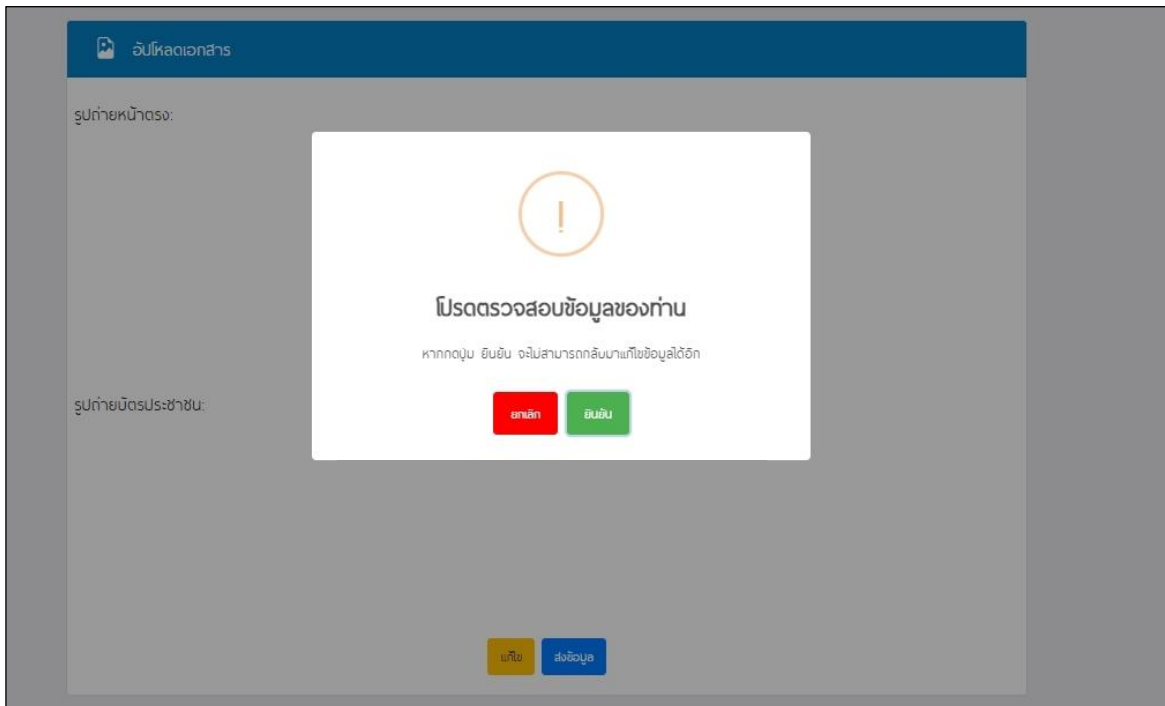 อัปโหลดเอกสาร
รูปถ่ายหน้าตรง:
!
โปรดตรวจสอบข้อมูลของท่าน
หากกดปุ่ม ยืนยัน จะไม่สามารถกลับมาแก้ไขข้อมูลได้อีก
รูปถ่ายบัตรประชาชน:
ยกเลิก ยืนยัน
แก้ไข ส่งข้อมูล